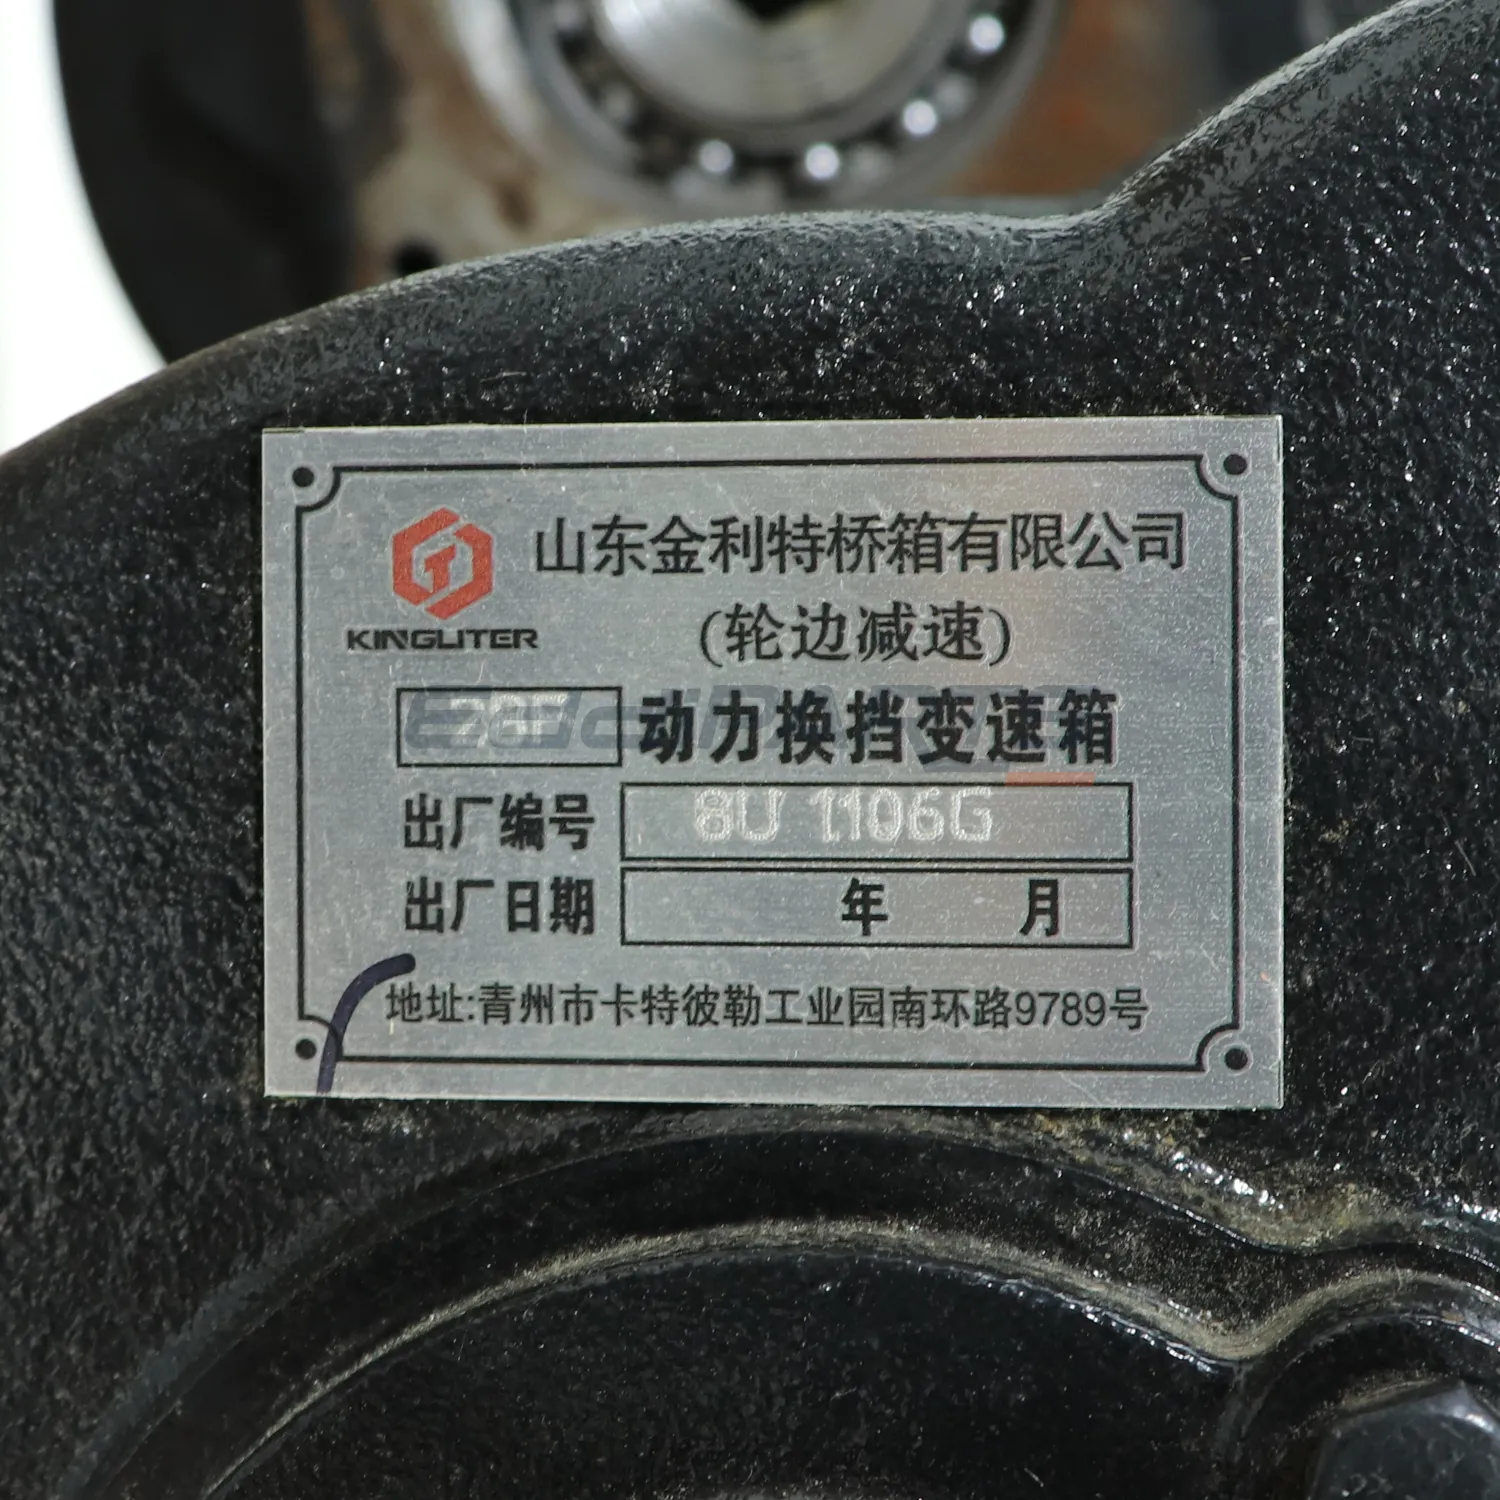 山东金利特桥箱有限公司
KINGLITER
(轮边减速)
动力换挡变速箱
出厂编号 8U 1106G
出厂日期 年 月
地址:青州市卡特彼勒工业园南环路9789号